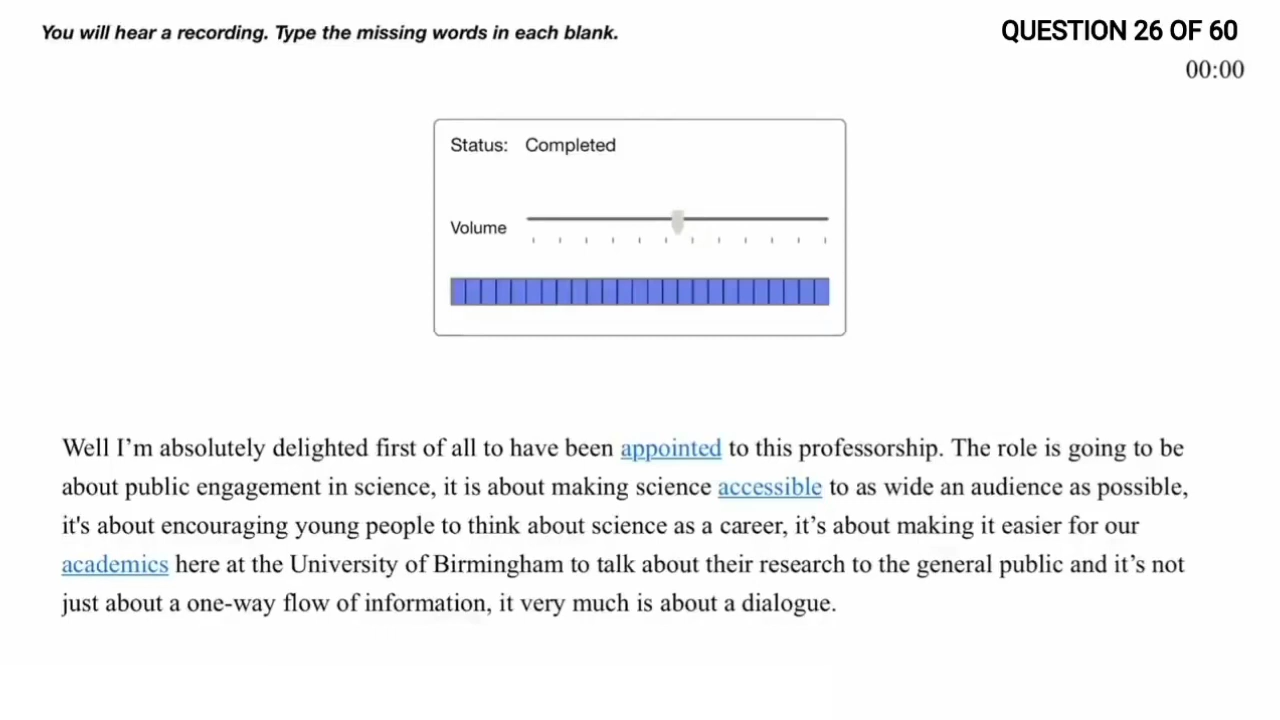 You will hear a recording. Type the missing words in each blank.
QUESTION 26 OF 60
00:00
Status: Completed
Volume
Well I’m absolutely delighted first of all to have been appointed to this professorship. The role is going to be
about public engagement in science, it is about making science accessible to as wide an audience as possible,
it's about encouraging young people to think about science as a career, it’s about making it easier for our
academics here at the University of Birmingham to talk about their research to the general public and it’s not
just about a one-way flow of information, it very much is about a dialogue.